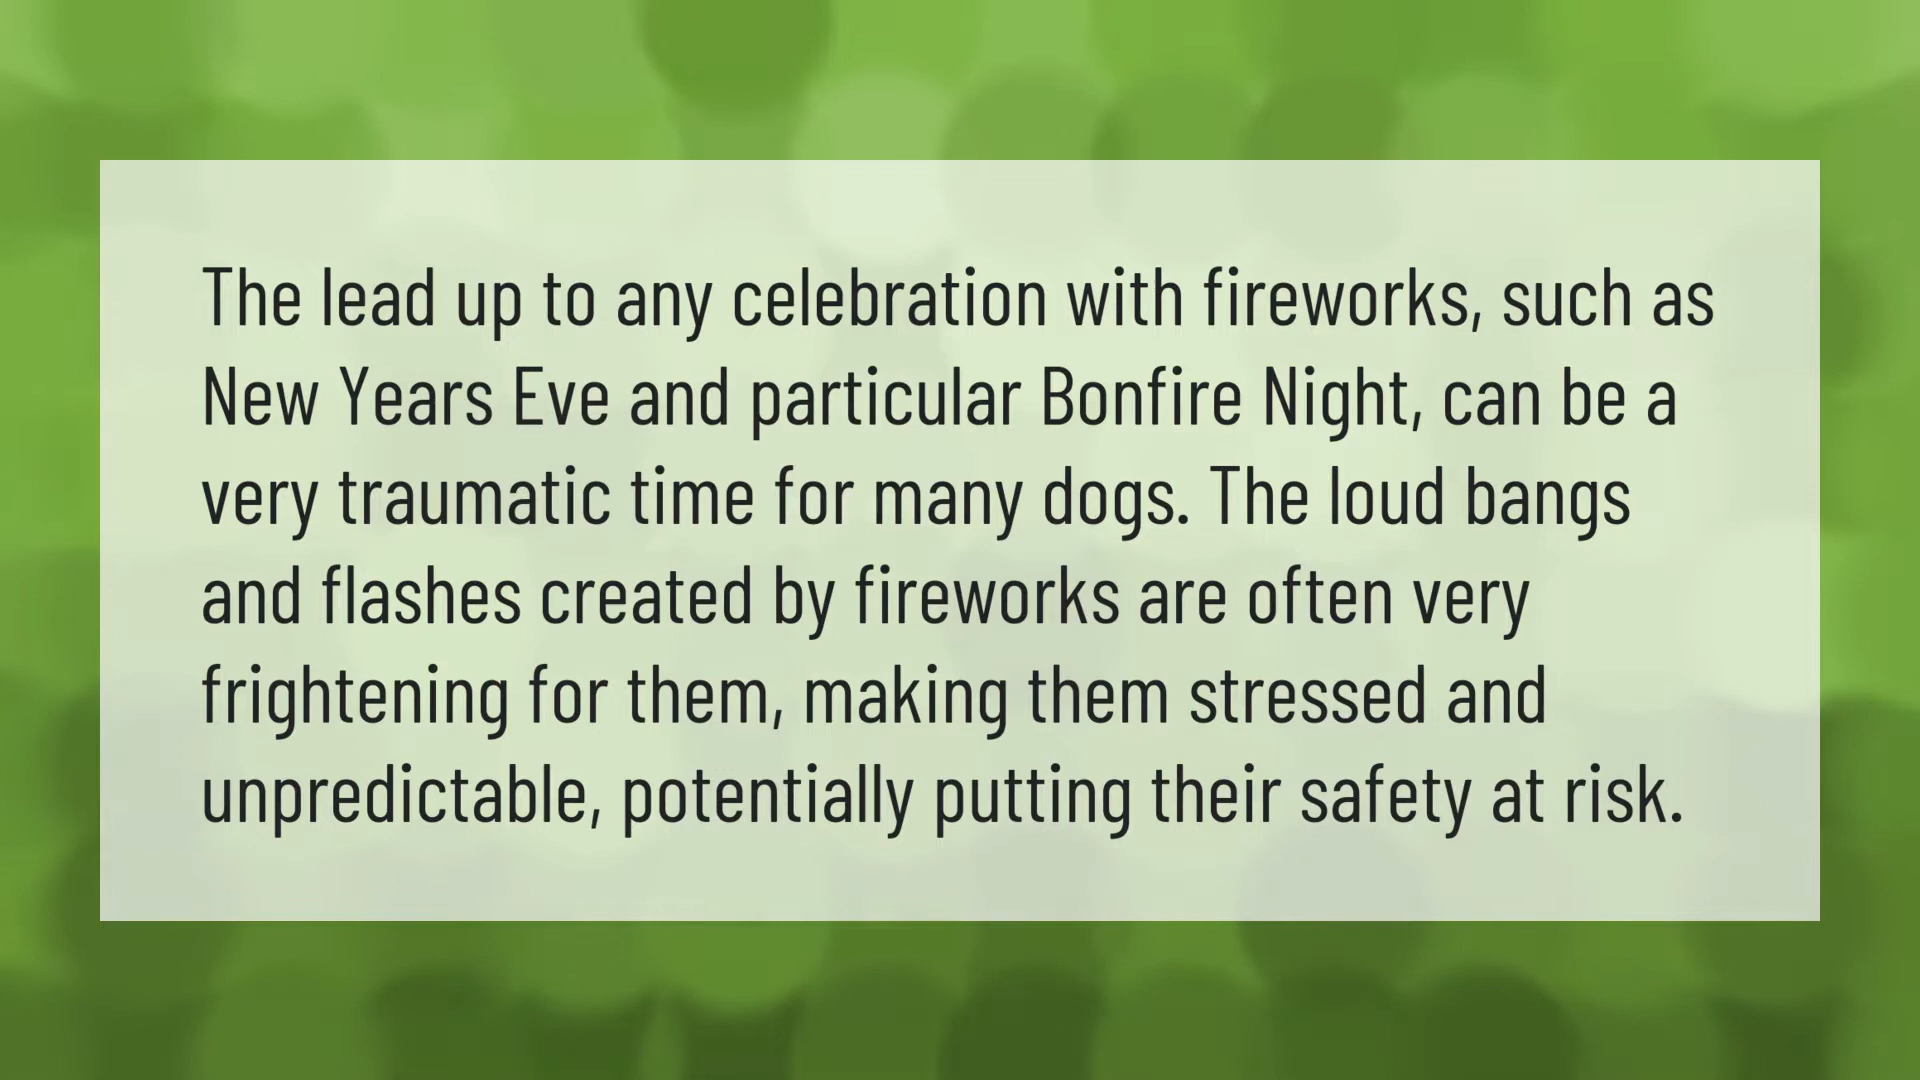 The lead up to any celebration with fireworks, such as
New Years Eve and particular Bonfire Night, can be a
very traumatic time for many dogs. The loud bangs
and flashes created by fireworks are often very
frightening for them, making them stressed and
unpredictable, potentially putting their safety at risk.